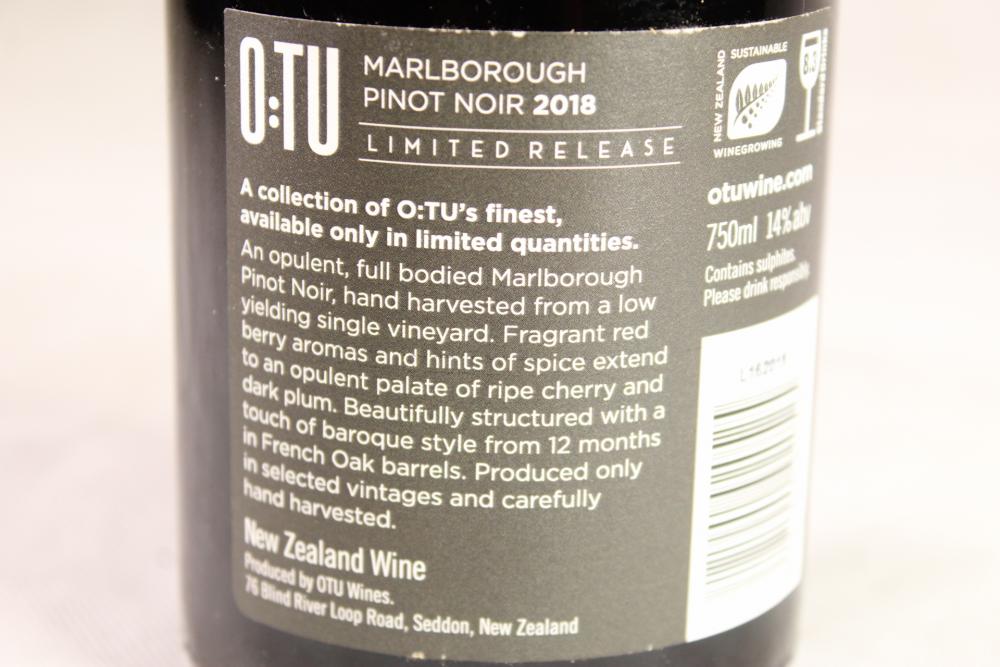 O:TU
MARLBOROUGH
PINOT NOIR 2018
LIMITED RELEASE
A collection of O:TU's finest,
available only in limited quantities.
An opulent, full bodied Marlborough
Pinot Noir, hand harvested from a low
yielding single vineyard. Fragrant red
berry aromas and hints of spice extend
to an opulent palate of ripe cherry and
dark plum. Beautifully structured with a
touch of baroque style from 12 months
in French Oak barrels. Produced only
in selected vintages and carefully
hand harvested.
New Zealand Wine
Produced by OTU Wines.
76 Blind River Loop Road, Seddon, New Zealand
NEW ZEALAND
SUSTAINABLE
WINEGROWING
8.3
otuwine.com
750ml 14%abv
Contains sulphites.
Please drink responsibly.